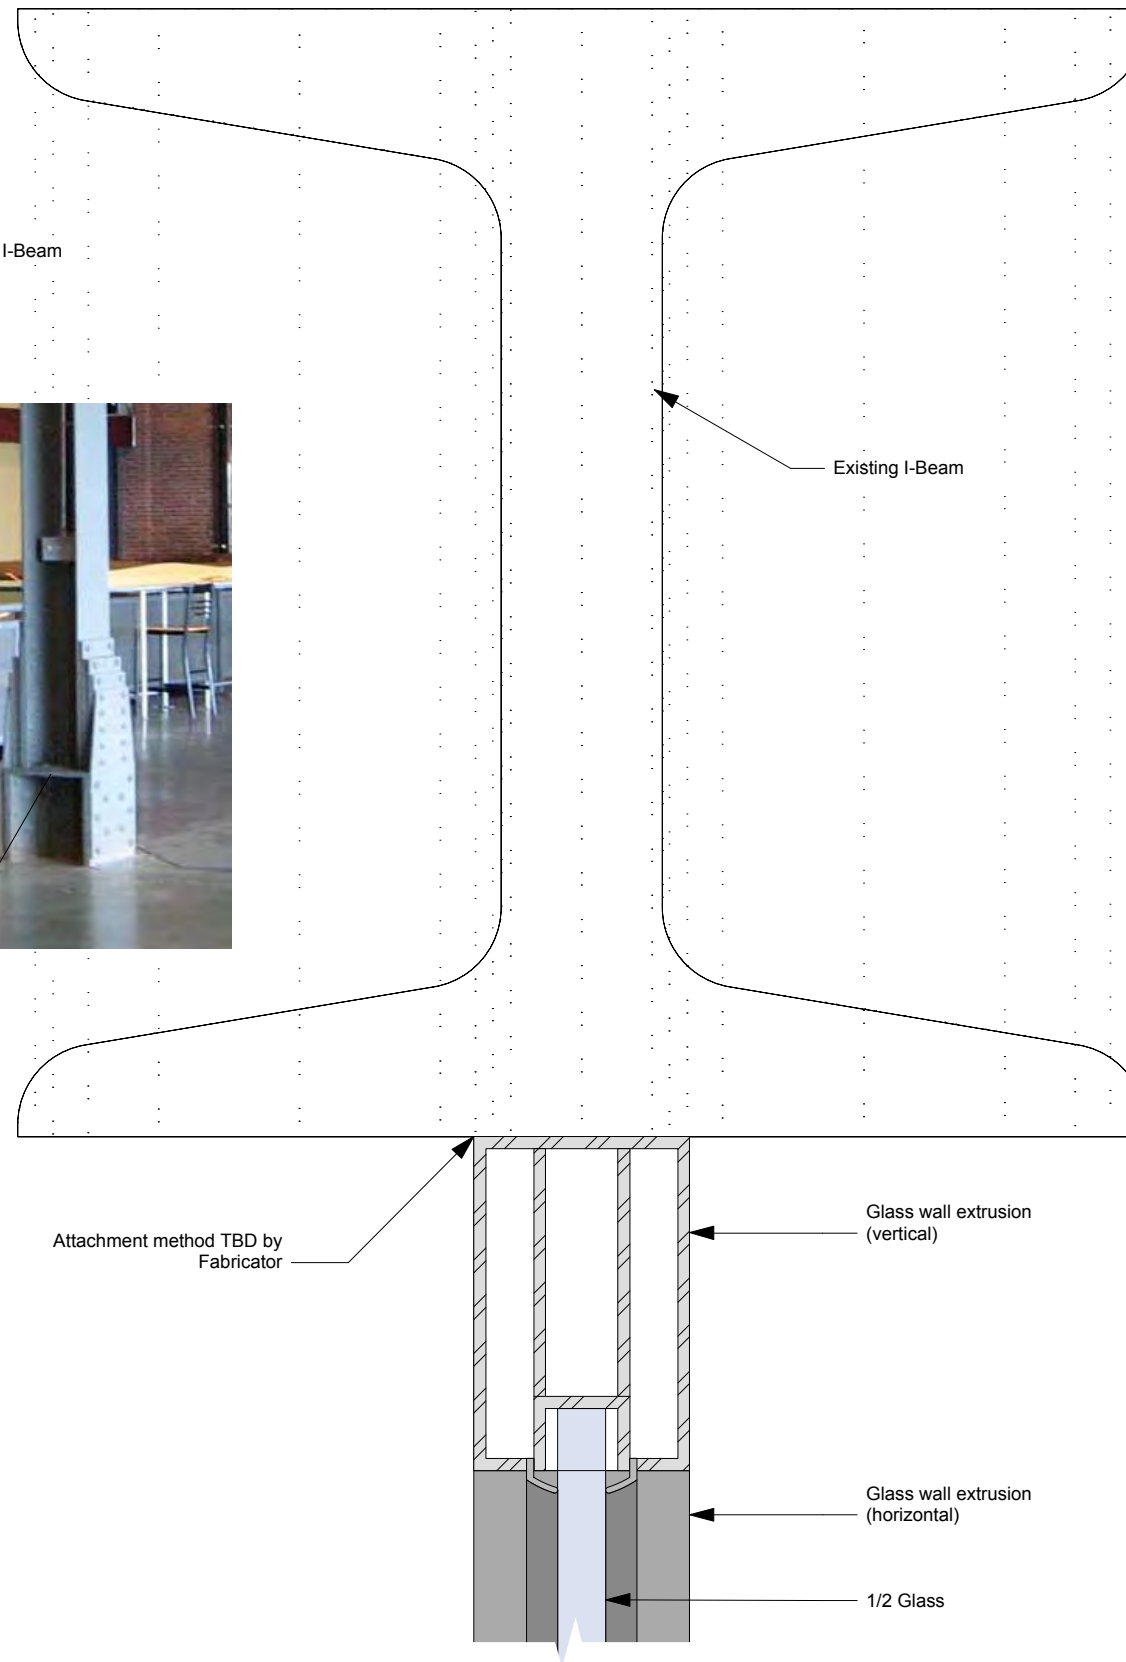 I-Beam
Existing I-Beam
Attachment method TBD by
Fabricator
Glass wall extrusion
(vertical)
Glass wall extrusion
(horizontal)
1/2 Glass